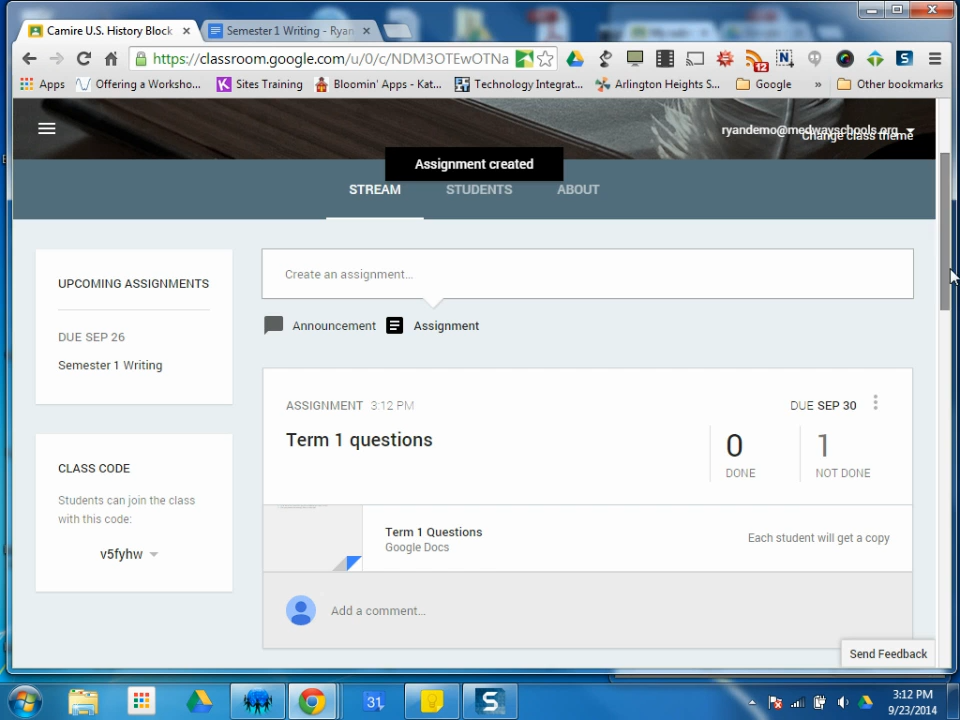 Camire U.S. History Block
Semester 1 Writing - Ryan
https://classroom.google.com/u/0/c/NDM3OTEwOTNa
12
Apps
Offering a Worksho...
Sites Training
Bloomin' Apps - Kat...
Technology Integrat...
Arlington Heights S...
Google
»
Other bookmarks
ryandemo@medwayschools.org
Change class theme
Assignment created
STREAM
STUDENTS
ABOUT
UPCOMING ASSIGNMENTS
DUE SEP 26
Semester 1 Writing
CLASS CODE
Students can join the class
with this code:
v5fyhw
Create an assignment...
Announcement
Assignment
ASSIGNMENT 3:12 PM
DUE SEP 30
Term 1 questions
0
DONE
1
NOT DONE
Term 1 Questions
Google Docs
Each student will get a copy
Add a comment...
Send Feedback
31
3:12 PM
9/23/2014